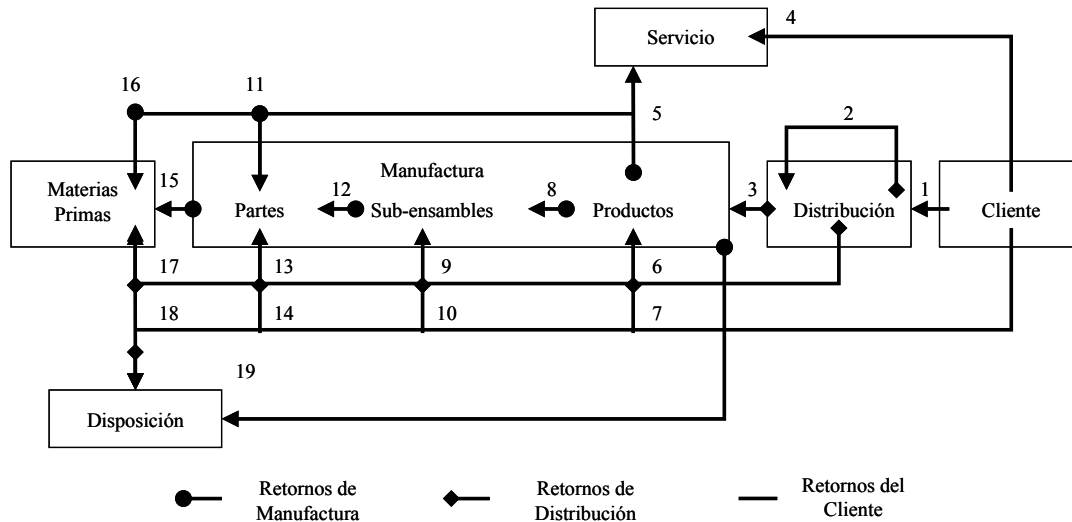 4
Servicio
16
11
5
2
Manufactura
Materias
Primas
15
Partes
12
Sub-ensambles
8
Productos
3
Distribución
1
Cliente
17
13
9
6
18
14
10
7
19
Disposición
Retornos de
Manufactura
Retornos de
Distribución
Retornos del
Cliente